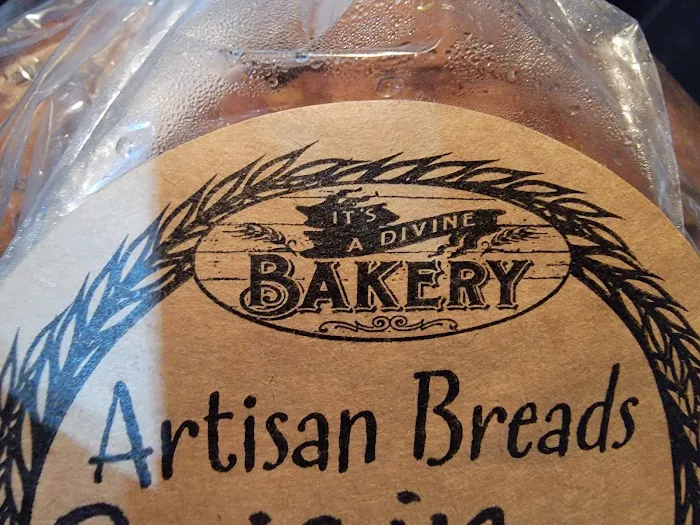 IT'S
A DIVINE
BAKERY
Artisan Breads